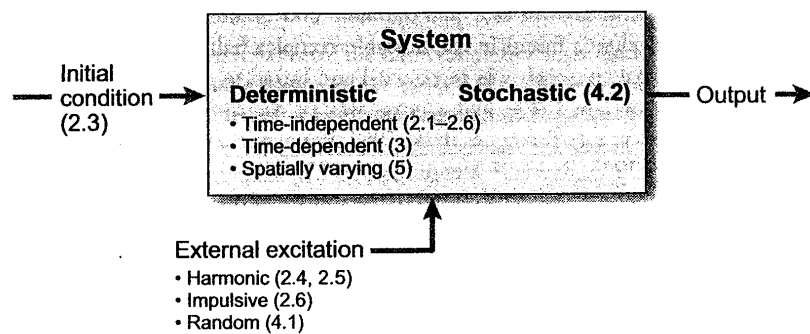 System
Initial
condition
(2.3)
Deterministic Stochastic (4.2)
• Time-independent (2.1–2.6)
• Time-dependent (3)
• Spatially varying (5)
Output
External excitation
• Harmonic (2.4, 2.5)
• Impulsive (2.6)
• Random (4.1)